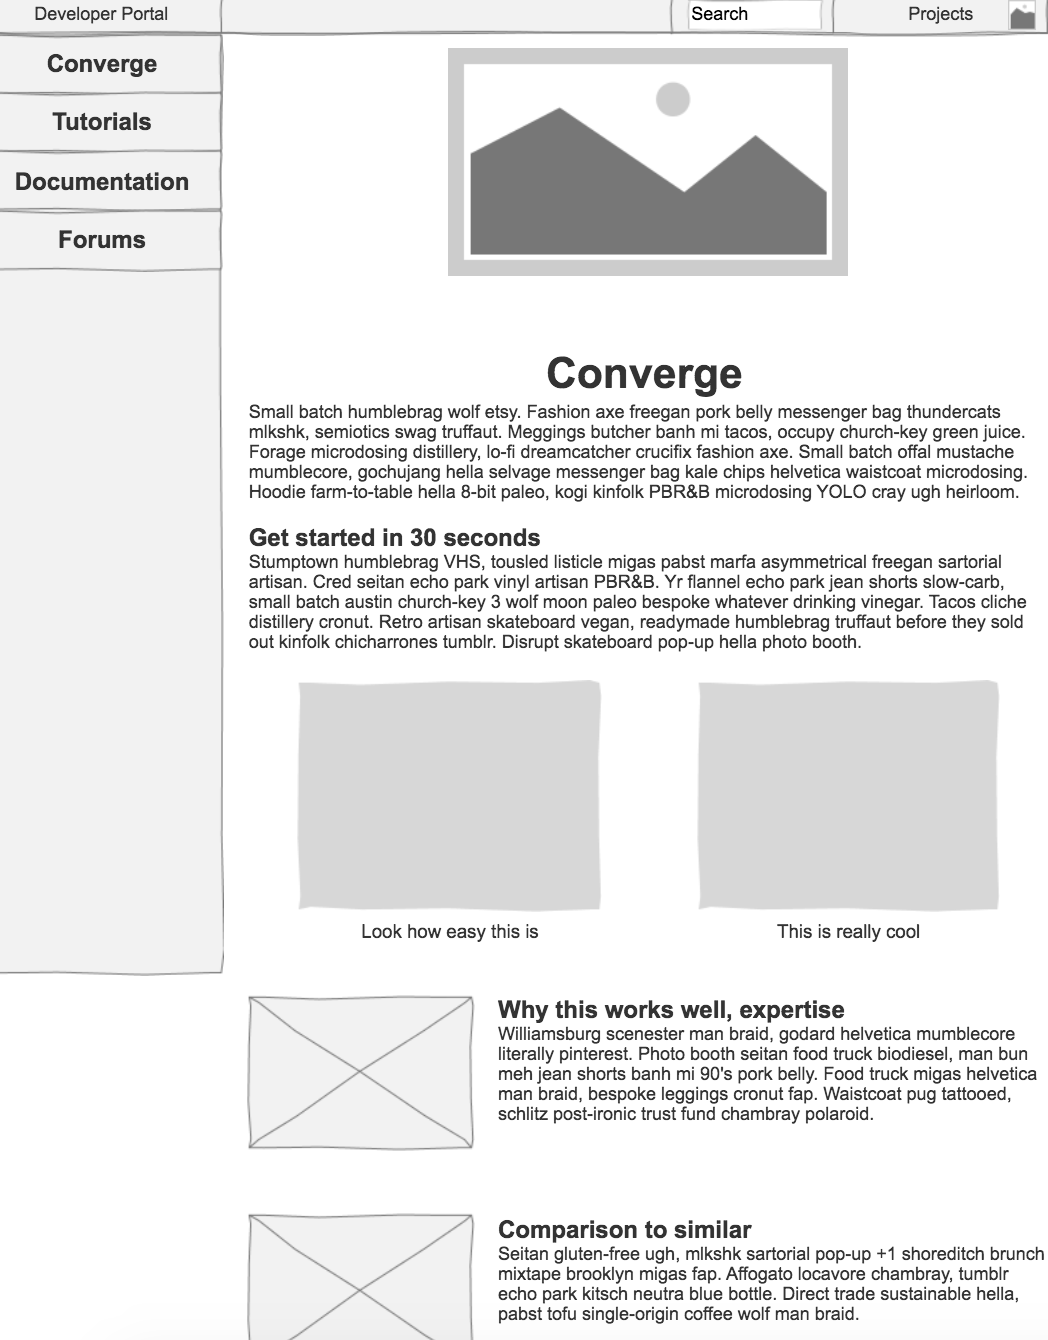 Developer Portal
Search
Projects
Converge
Tutorials
Documentation
Forums
Converge
Small batch humblebrag wolf etsy. Fashion axe freegan pork belly messenger bag thundercats
mlkshk, semiotics swag truffaut. Meggings butcher banh mi tacos, occupy church-key green juice.
Forage microdosing distillery, lo-fi dreamcatcher crucifix fashion axe. Small batch offal mustache
mumblecore, gochujang hella selvage messenger bag kale chips helvetica waistcoat microdosing.
Hoodie farm-to-table hella 8-bit paleo, kogi kinfolk PBR&B microdosing YOLO cray ugh heirloom.
Get started in 30 seconds
Stumptown humblebrag VHS, tousled listicle migas pabst marfa asymmetrical freegan sartorial
artisan. Cred seitan echo park vinyl artisan PBR&B. Yr flannel echo park jean shorts slow-carb,
small batch austin church-key 3 wolf moon paleo bespoke whatever drinking vinegar. Tacos cliche
distillery cronut. Retro artisan skateboard vegan, readymade humblebrag truffaut before they sold
out kinfolk chicharrones tumblr. Disrupt skateboard pop-up hella photo booth.
Look how easy this is
This is really cool
Why this works well, expertise
Williamsburg scenester man braid, godard helvetica mumblecore
literally pinterest. Photo booth seitan food truck biodiesel, man bun
meh jean shorts banh mi 90's pork belly. Food truck migas helvetica
man braid, bespoke leggings cronut fap. Waistcoat pug tattooed,
schlitz post-ironic trust fund chambray polaroid.
Comparison to similar
Seitan gluten-free ugh, mlkshk sartorial pop-up +1 shoreditch brunch
mixtape brooklyn migas fap. Affogato locavore chambray, tumblr
echo park kitsch neutra blue bottle. Direct trade sustainable hella,
pabst tofu single-origin coffee wolf man braid.